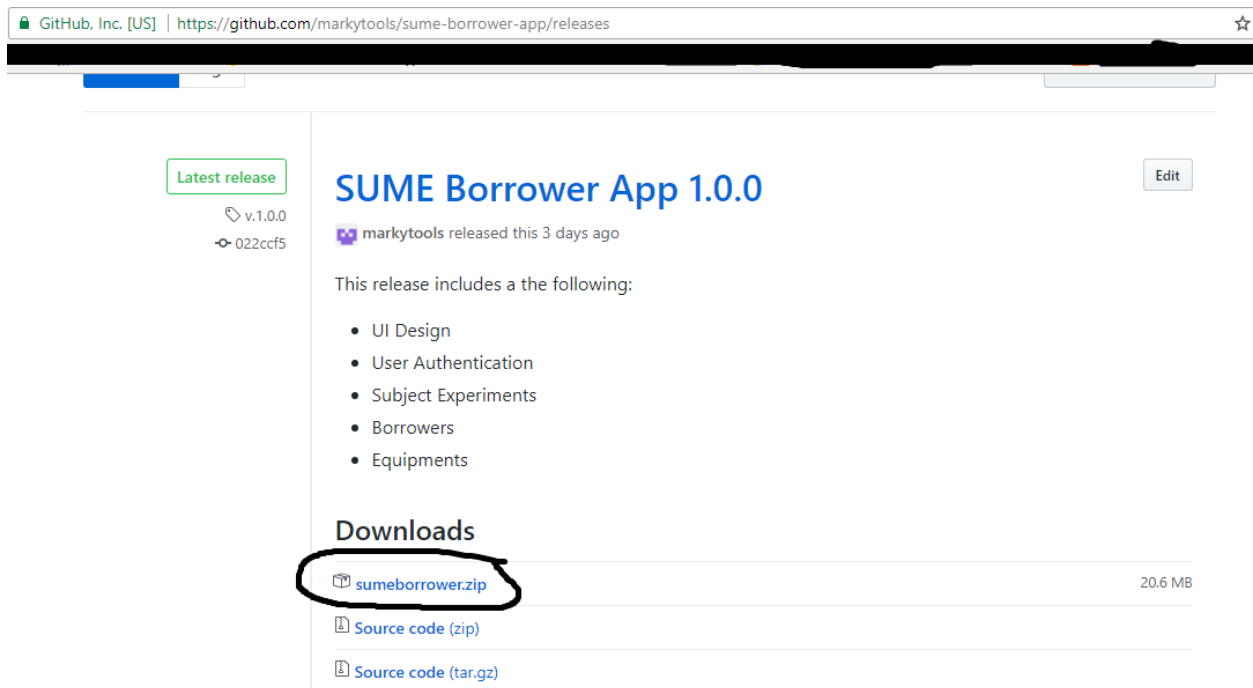 GitHub, Inc. [US] | https://github.com/markytools/sume-borrower-app/releases
Latest release
v.1.0.0
022ccf5
SUME Borrower App 1.0.0
Edit
markytools released this 3 days ago
This release includes a the following:
• UI Design
• User Authentication
• Subject Experiments
• Borrowers
• Equipments
Downloads
sumeborrower.zip 20.6 MB
Source code (zip)
Source code (tar.gz)